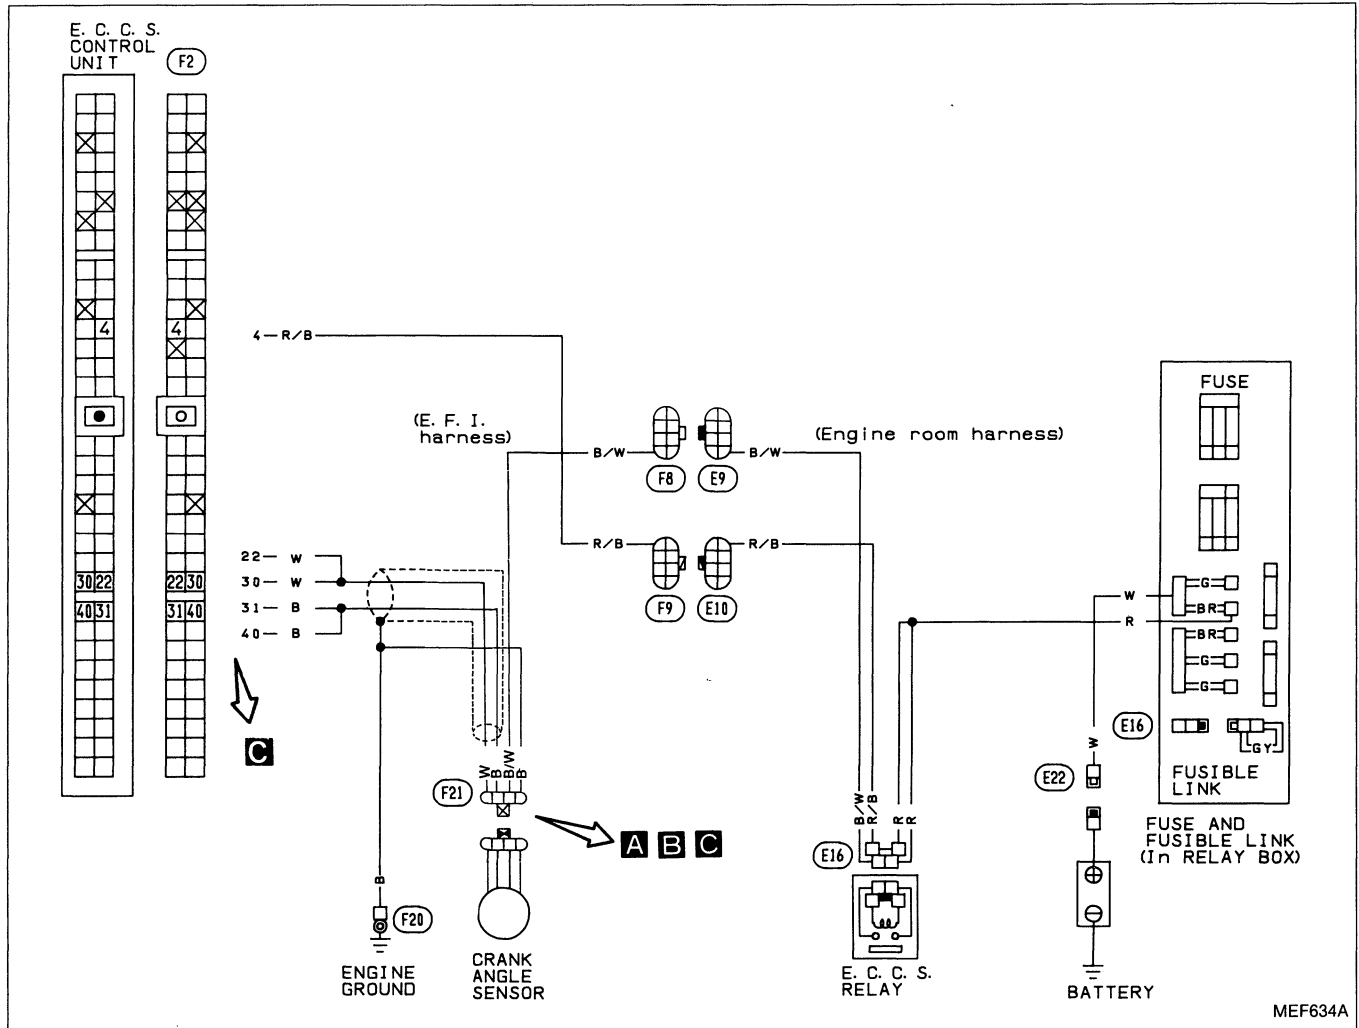 E. C. C. S.
CONTROL
UNIT
F2
4
4
4 R/B
FUSE
(E. F. I.
harness)
(Engine room harness)
B/W
B/W
F8
E9
R/B
R/B
F9
E10
22 W
30 W
31 B
40 B
30 22
22 30
40 31
31 40
G
BR
W
R
BR
G
G
E16
GY
FUSIBLE
LINK
C
W
B
B/W
B
F21
A B C
W
E22
FUSE AND
FUSIBLE LINK
(In RELAY BOX)
B/W
R/B
R
R
E16
B
F20
ENGINE
GROUND
CRANK
ANGLE
SENSOR
E. C. C. S.
RELAY
BATTERY
MEF634A